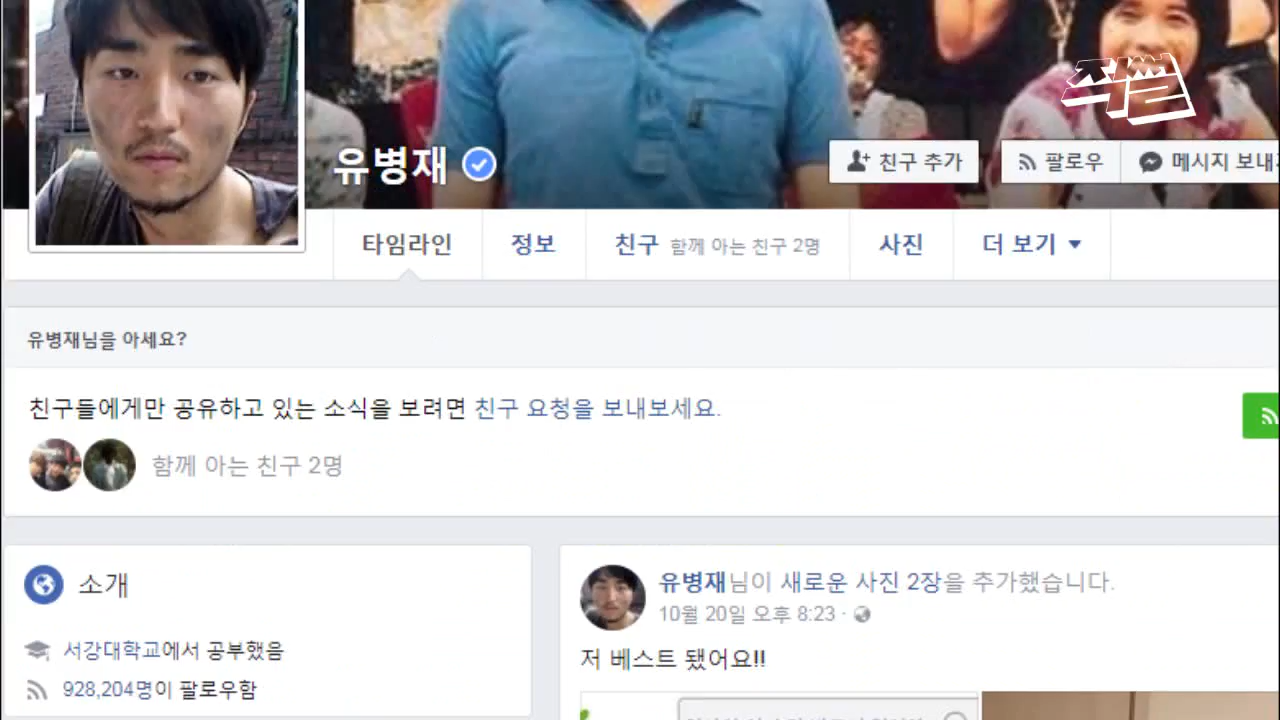 직썰
유병재
친구 추가
팔로우
메시지 보내
타임라인
정보
친구 함께 아는 친구 2명
사진
더 보기
유병재님을 아세요?
친구들에게만 공유하고 있는 소식을 보려면 친구 요청을 보내보세요.
함께 아는 친구 2명
소개
서강대학교에서 공부했음
928,204명이 팔로우함
유병재님이 새로운 사진 2장을 추가했습니다.
10월 20일 오후 8:23 ·
저 베스트 됐어요!!